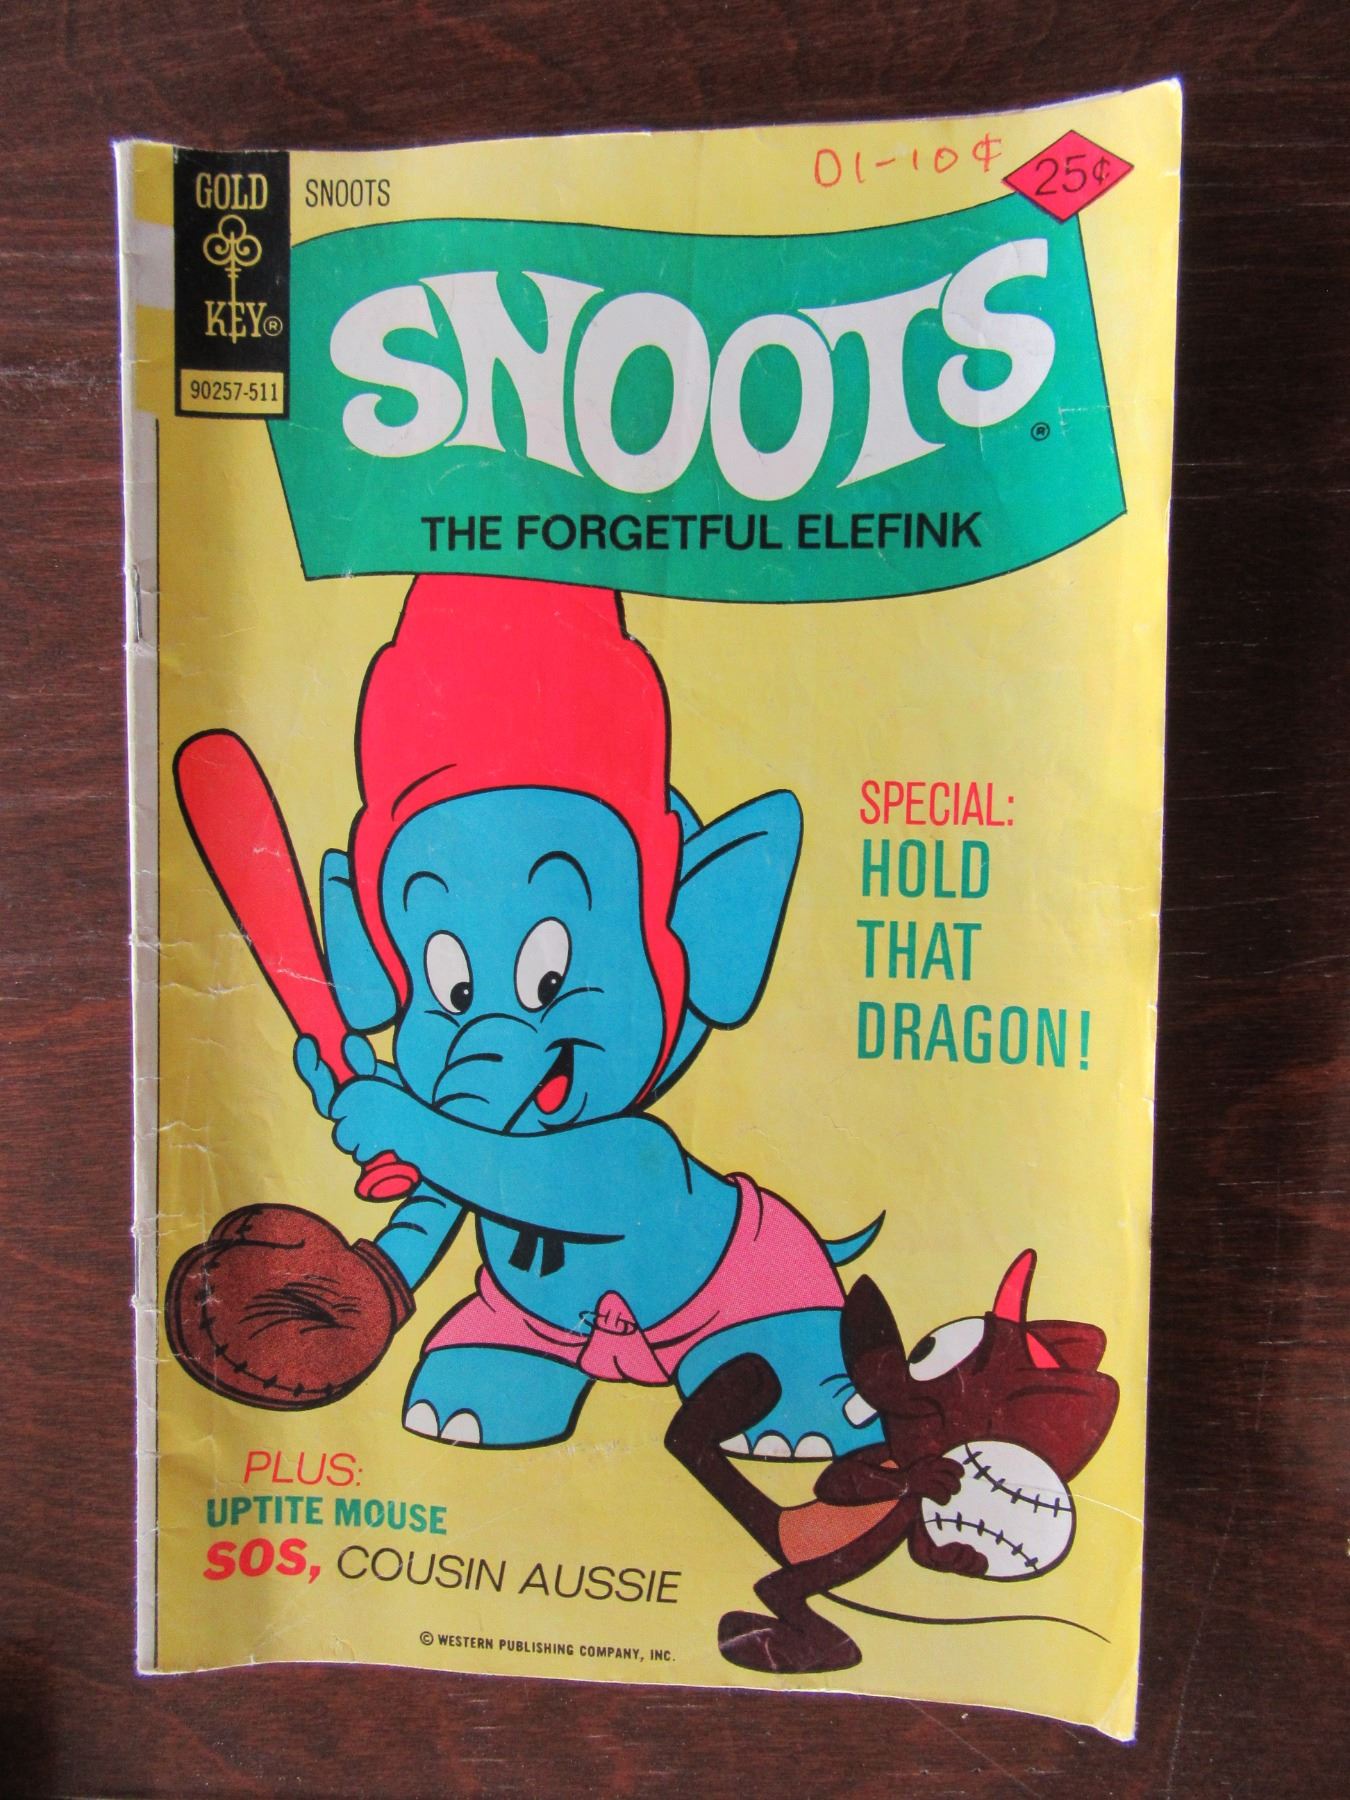 GOLD
KEY®
90257-511
SNOOTS
01-10¢
25¢
SNOOTS®
THE FORGETFUL ELEFINK
SPECIAL:
HOLD
THAT
DRAGON!
PLUS:
UPTITE MOUSE
SOS, COUSIN AUSSIE
© WESTERN PUBLISHING COMPANY, INC.